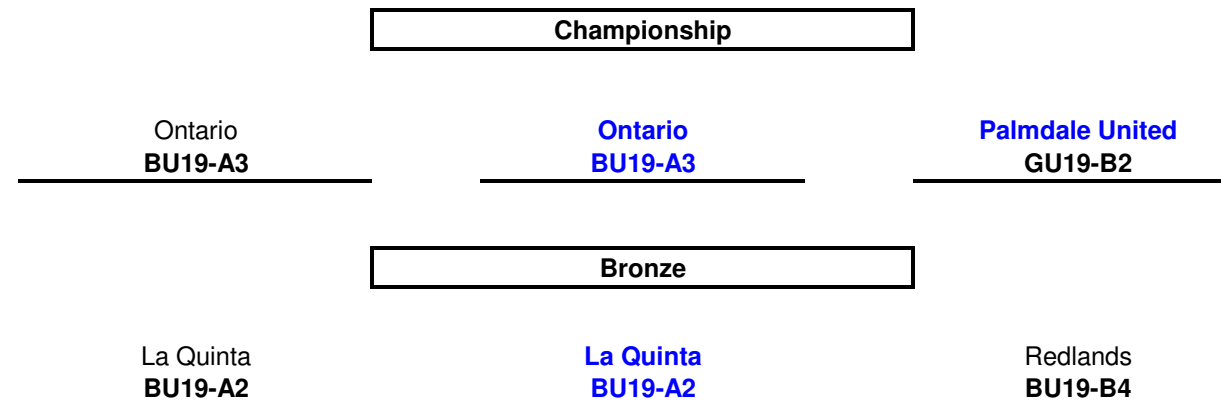 Championship
Ontario Ontario Palmdale United
BU19-A3 BU19-A3 GU19-B2
Bronze
La Quinta La Quinta Redlands
BU19-A2 BU19-A2 BU19-B4